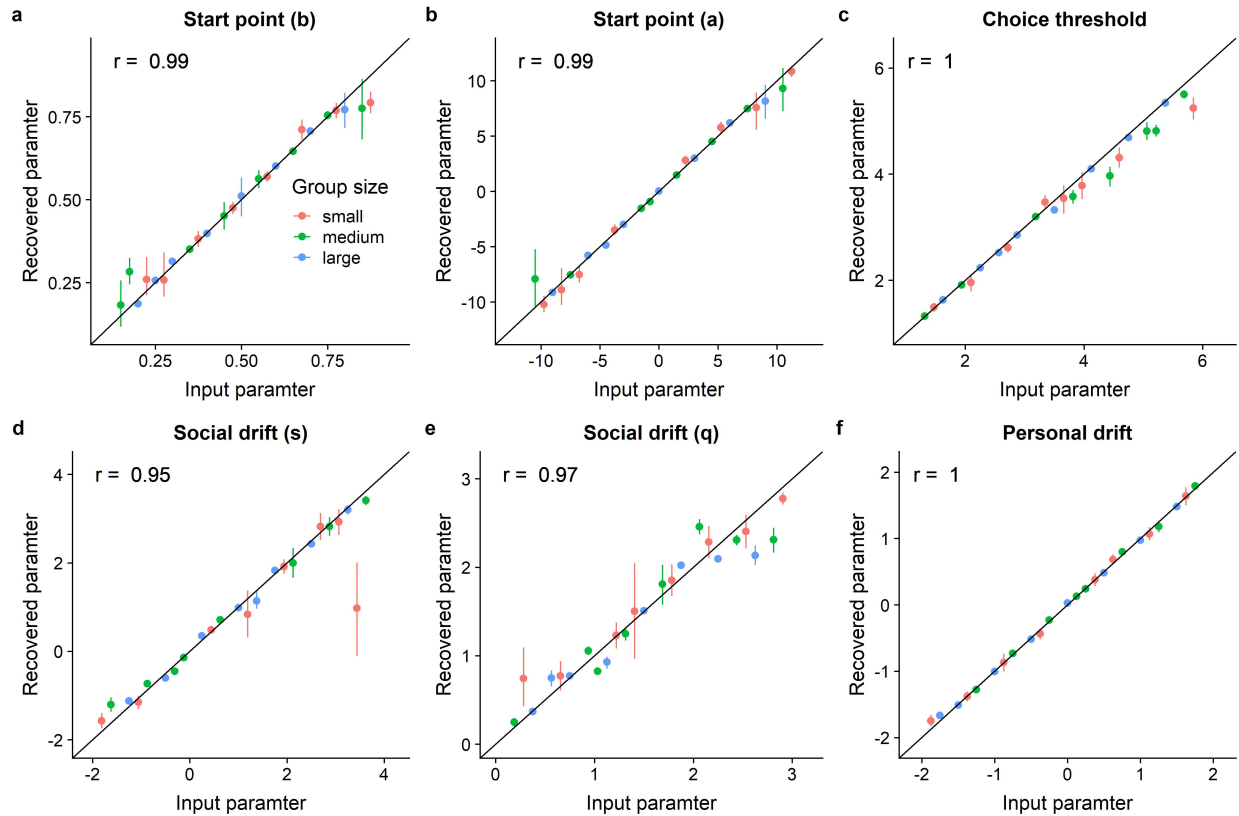 a
Start point (b)
r = 0.99
Recovered paramter
0.75
0.50
0.25
0.25
0.50
0.75
Input paramter
Group size
small
medium
large
b
Start point (a)
r = 0.99
Recovered paramter
10
5
0
-5
-10
-10
-5
0
5
10
Input paramter
c
Choice threshold
r = 1
Recovered paramter
6
4
2
2
4
6
Input paramter
d
Social drift (s)
r = 0.95
Recovered paramter
4
2
0
-2
-2
0
2
4
Input paramter
e
Social drift (q)
r = 0.97
Recovered paramter
3
2
1
0
0
1
2
3
Input paramter
f
Personal drift
r = 1
Recovered paramter
2
1
0
-1
-2
-2
-1
0
1
2
Input paramter